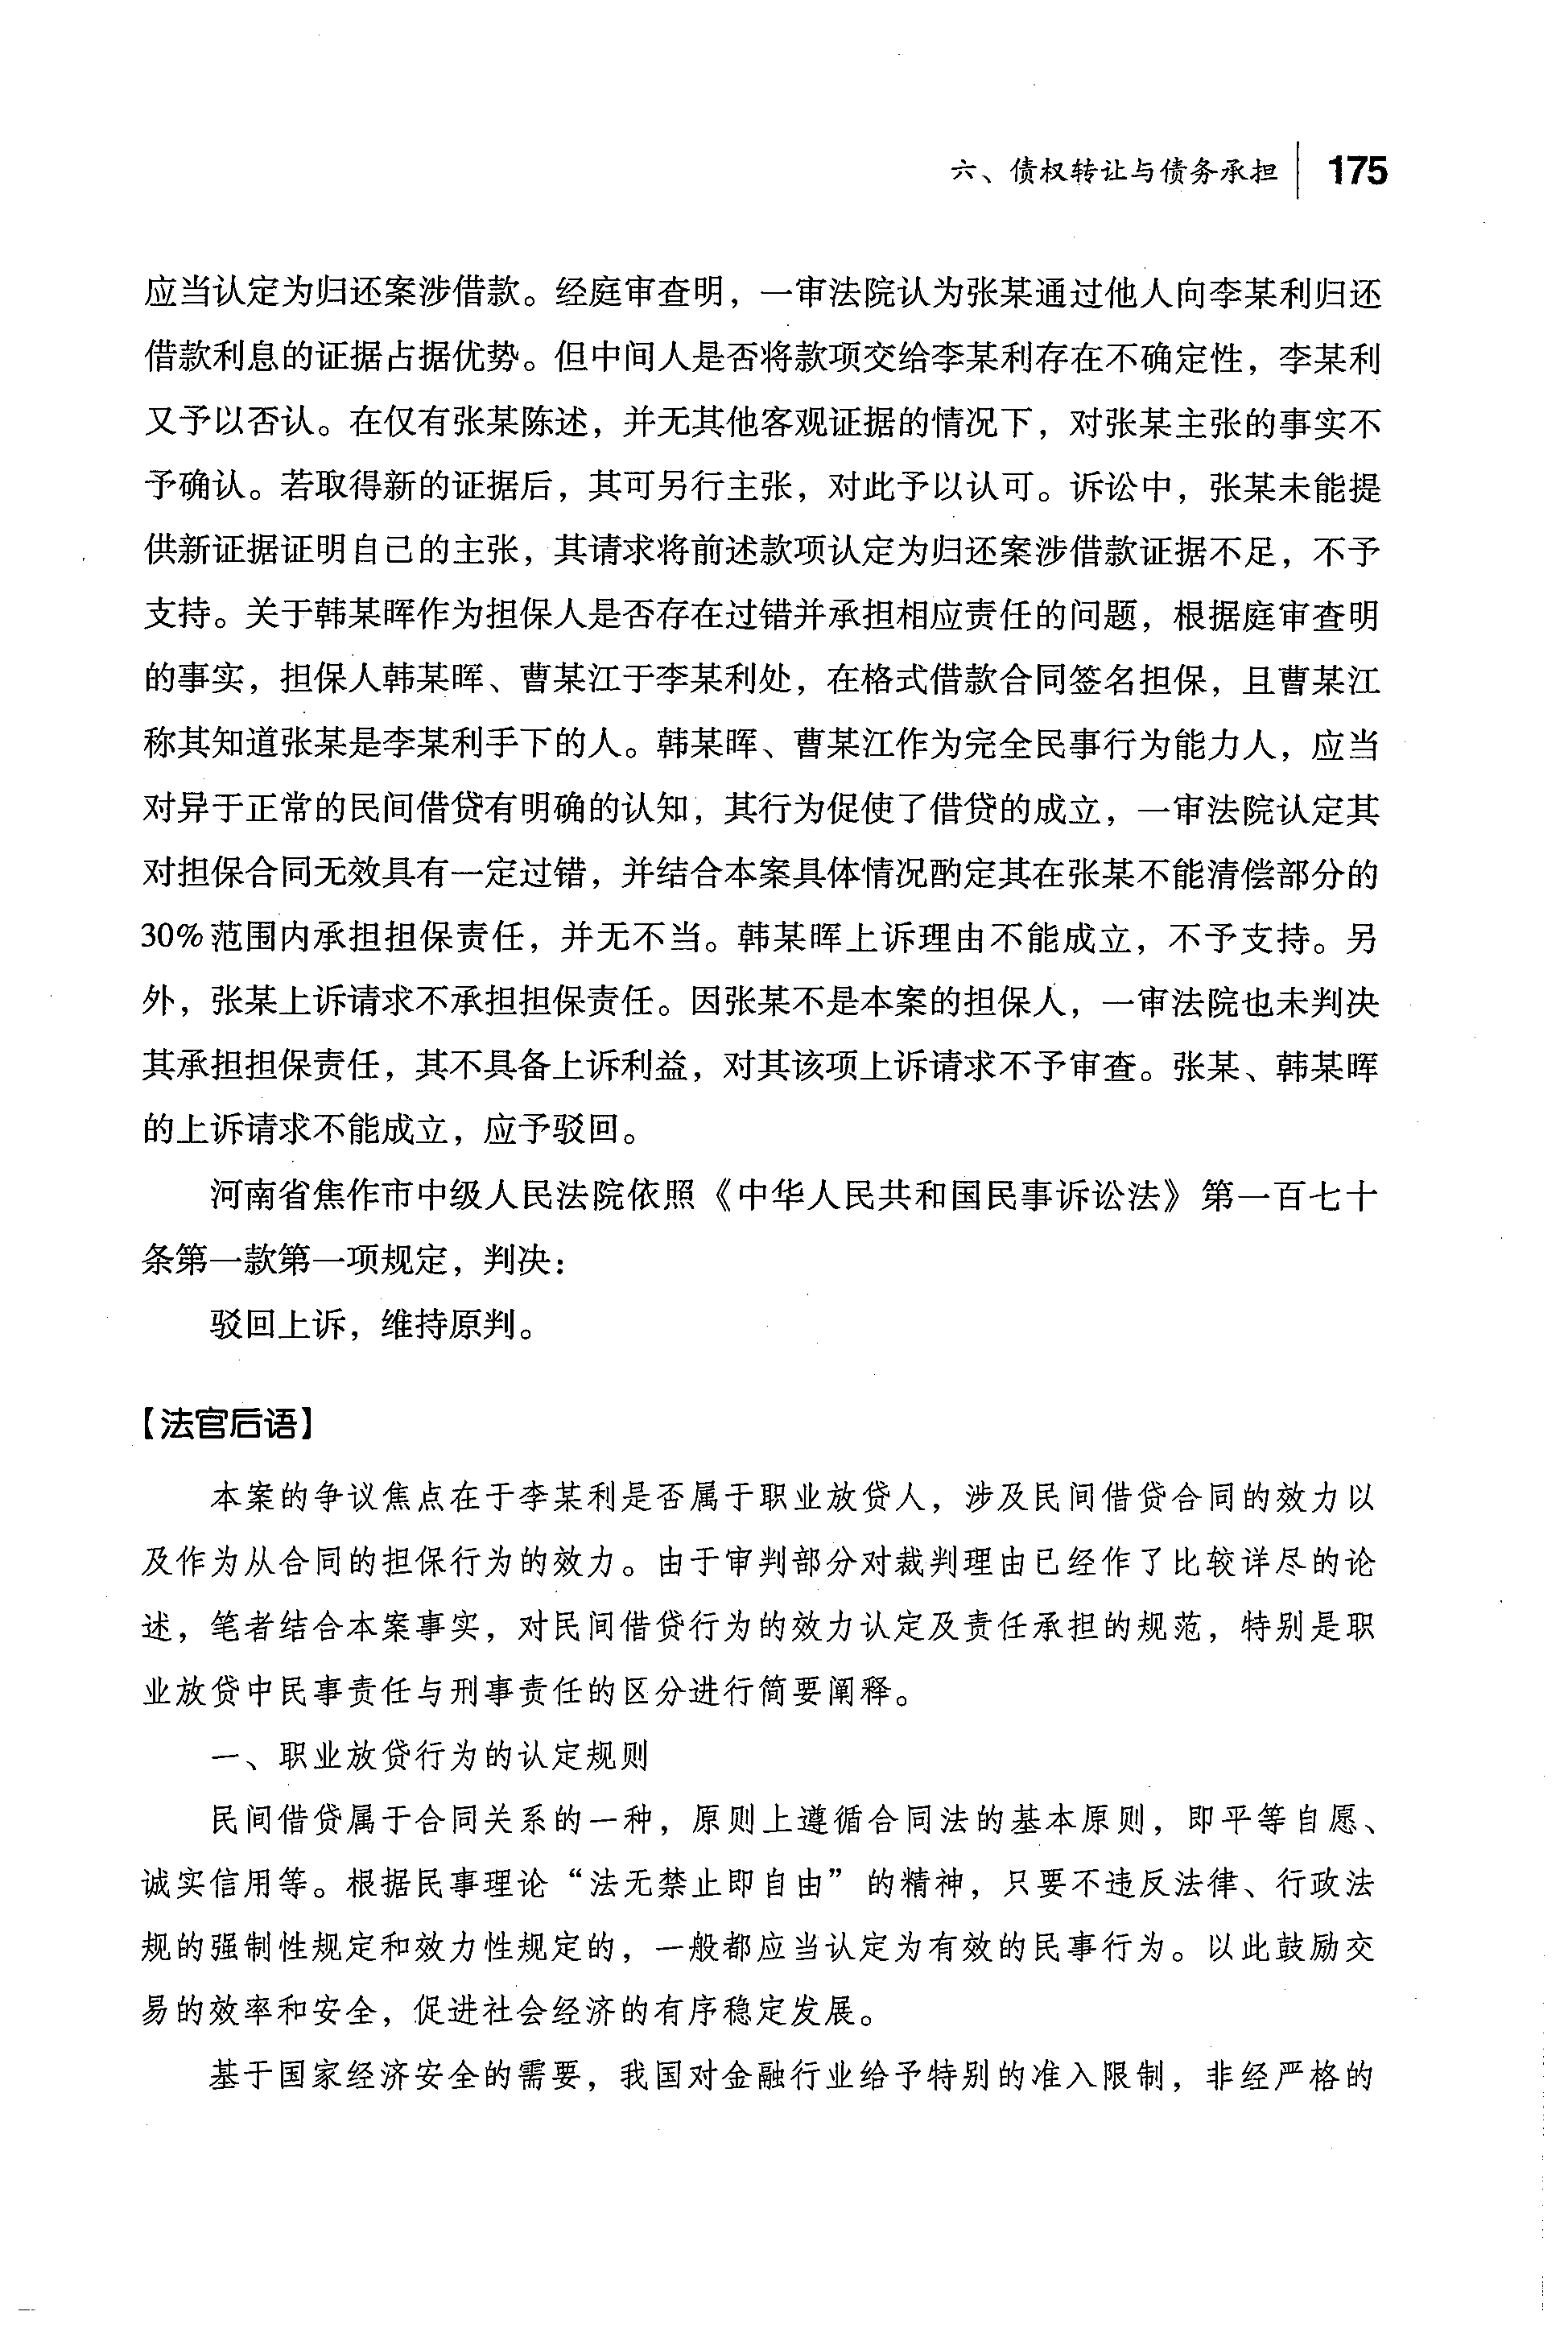 六、债权转让与债务承担 175
应当认定为归还案涉借款。经庭审查明，一审法院认为张某通过他人向李某利归还
借款利息的证据占据优势。但中间人是否将款项交给李某利存在不确定性，李某利
又予以否认。在仅有张某陈述，并无其他客观证据的情况下，对张某主张的事实不
予确认。若取得新的证据后，其可另行主张，对此予以认可。诉讼中，张某未能提
供新证据证明自己的主张，其请求将前述款项认定为归还案涉借款证据不足，不予
支持。关于韩某晖作为担保人是否存在过错并承担相应责任的问题，根据庭审查明
的事实，担保人韩某晖、曹某江于李某利处，在格式借款合同签名担保，且曹某江
称其知道张某是李某利手下的人。韩某晖、曹某江作为完全民事行为能力人，应当
对异于正常的民间借贷有明确的认知，其行为促使了借贷的成立，一审法院认定其
对担保合同无效具有一定过错，并结合本案具体情况酌定其在张某不能清偿部分的
30%范围内承担担保责任，并无不当。韩某晖上诉理由不能成立，不予支持。另
外，张某上诉请求不承担担保责任。因张某不是本案的担保人，一审法院也未判决
其承担担保责任，其不具备上诉利益，对其该项上诉请求不予审查。张某、韩某晖
的上诉请求不能成立，应予驳回。
河南省焦作市中级人民法院依照《中华人民共和国民事诉讼法》第一百七十
条第一款第一项规定，判决：
驳回上诉，维持原判。
【法官后语】
本案的争议焦点在于李某利是否属于职业放贷人，涉及民间借贷合同的效力以
及作为从合同的担保行为的效力。由于审判部分对裁判理由已经作了比较详尽的论
述，笔者结合本案事实，对民间借贷行为的效力认定及责任承担的规范，特别是职
业放贷中民事责任与刑事责任的区分进行简要阐释。
一、职业放贷行为的认定规则
民间借贷属于合同关系的一种，原则上遵循合同法的基本原则，即平等自愿、
诚实信用等。根据民事理论“法无禁止即自由”的精神，只要不违反法律、行政法
规的强制性规定和效力性规定的，一般都应当认定为有效的民事行为。以此鼓励交
易的效率和安全，促进社会经济的有序稳定发展。
基于国家经济安全的需要，我国对金融行业给予特别的准入限制，非经严格的